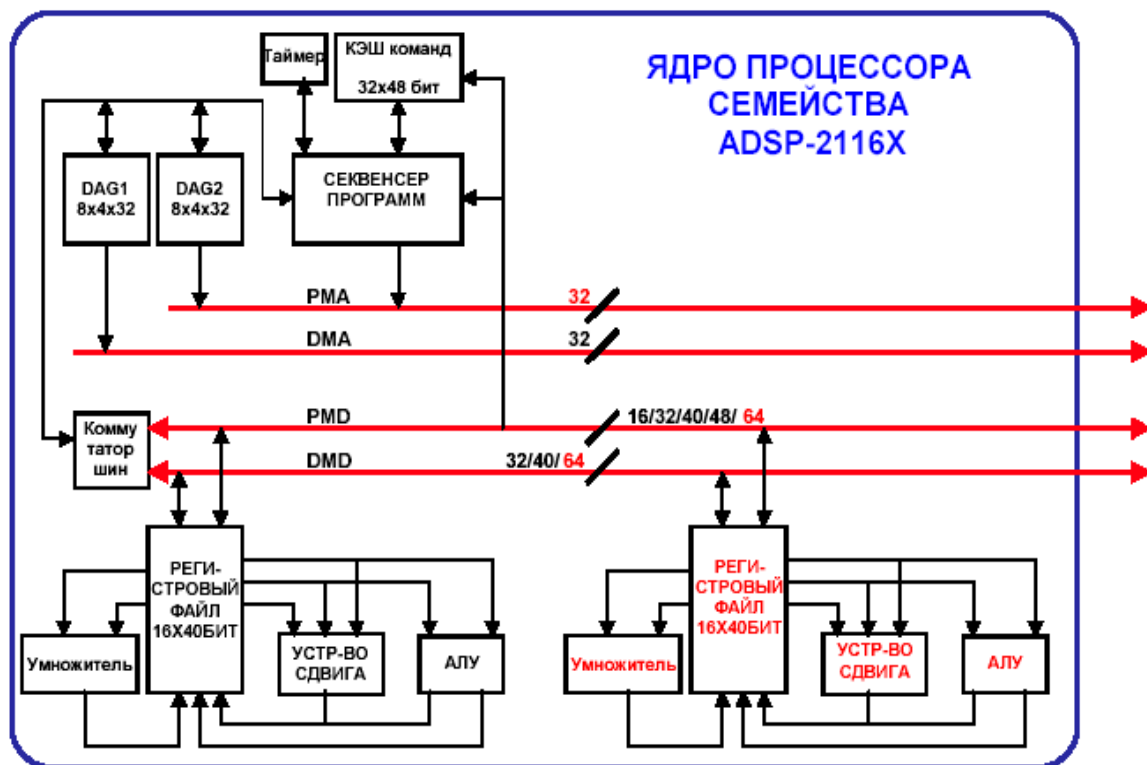 ЯДРО ПРОЦЕССОРА
СЕМЕЙСТВА
ADSP-2116X
Таймер
КЭШ команд
32x48 бит
DAG1
8x4x32
DAG2
8x4x32
СЕКВЕНСЕР
ПРОГРАММ
PMA
32
DMA
32
PMD
16/32/40/48/ 64
DMD
32/40/ 64
Комму
татор
шин
РЕГИ-
СТРОВЫЙ
ФАЙЛ
16Х40БИТ
Умножитель
УСТР-ВО
СДВИГА
АЛУ
РЕГИ-
СТРОВЫЙ
ФАЙЛ
16Х40БИТ
Умножитель
УСТР-ВО
СДВИГА
АЛУ